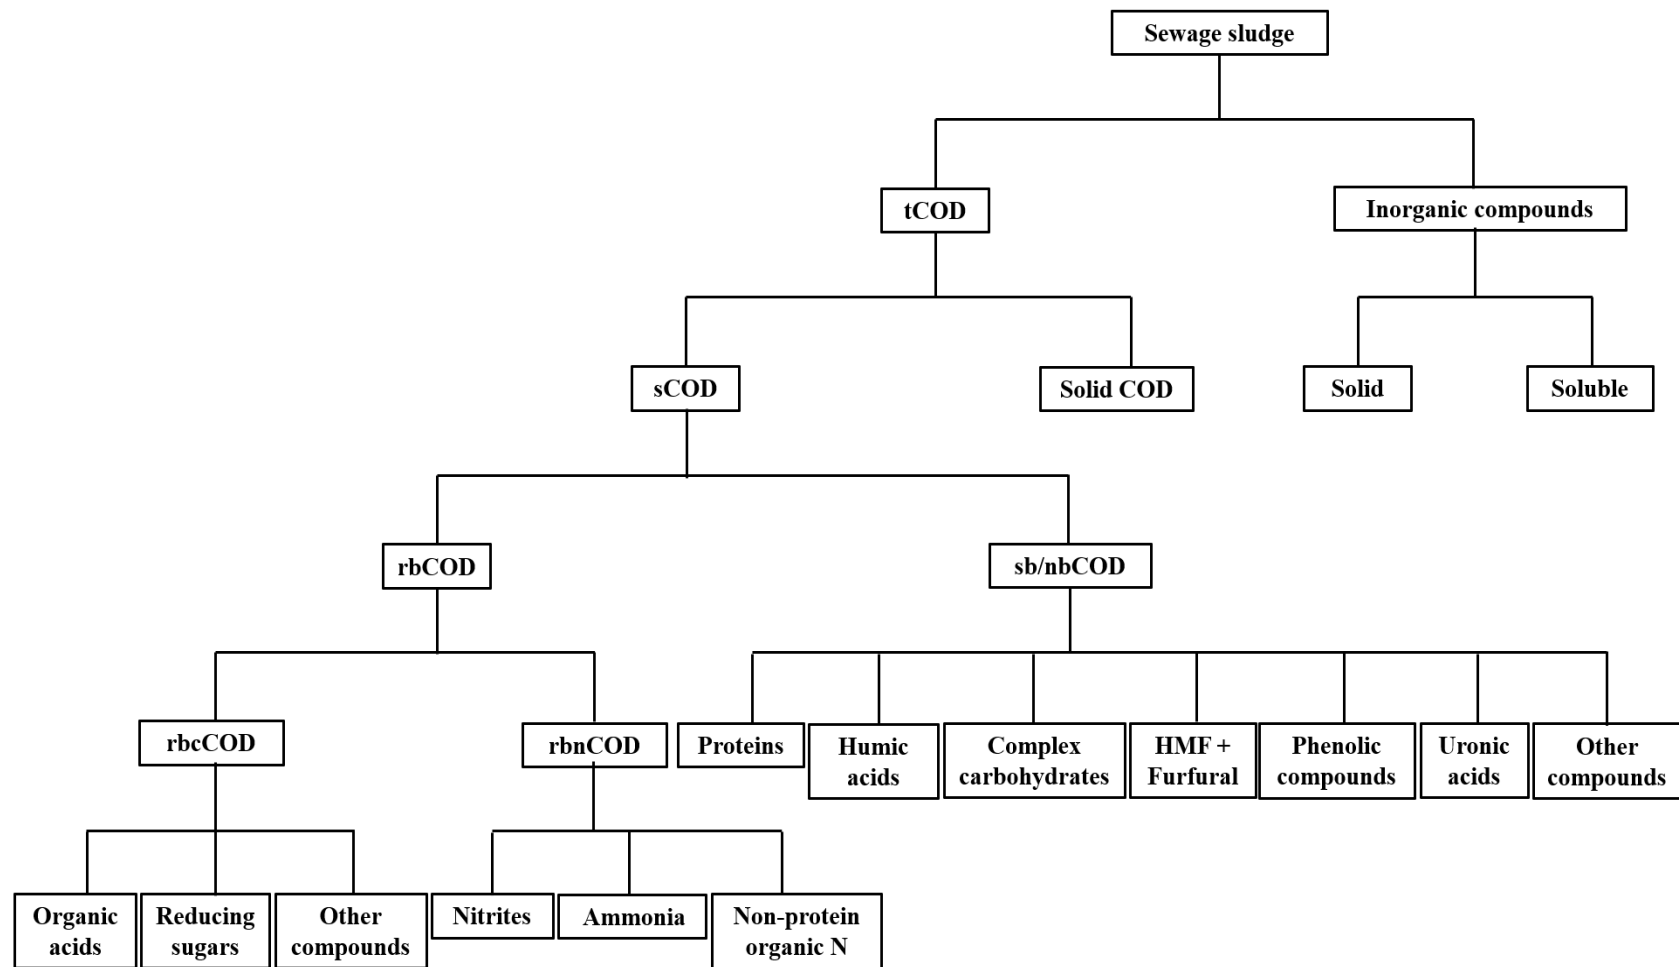 Sewage sludge
tCOD
Inorganic compounds
sCOD
Solid COD
Solid
Soluble
rbCOD
sb/nbCOD
rbcCOD
rbnCOD
Proteins
Humic
acids
Complex
carbohydrates
HMF +
Furfural
Phenolic
compounds
Uronic
acids
Other
compounds
Organic
acids
Reducing
sugars
Other
compounds
Nitrites
Ammonia
Non-protein
organic N